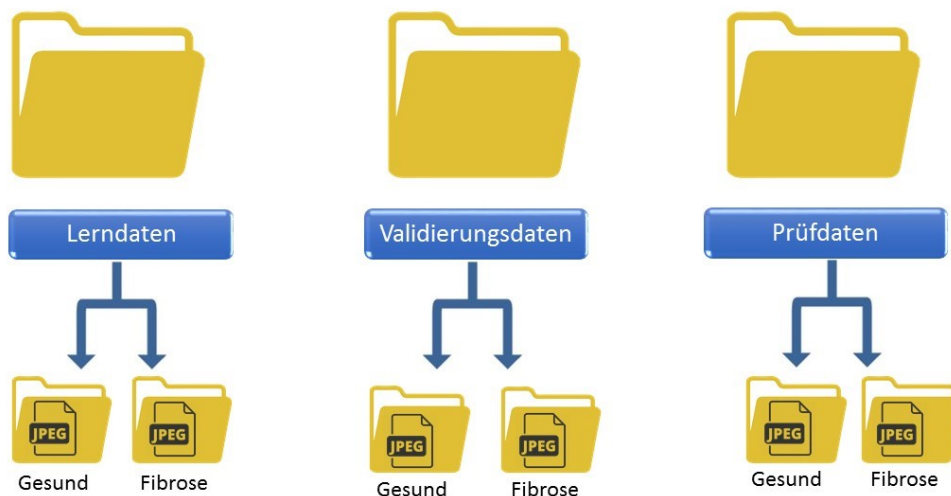 Lerndaten
Validierungsdaten
Prüfdaten
JPEG
JPEG
JPEG
JPEG
JPEG
JPEG
Gesund
Fibrose
Gesund
Fibrose
Gesund
Fibrose